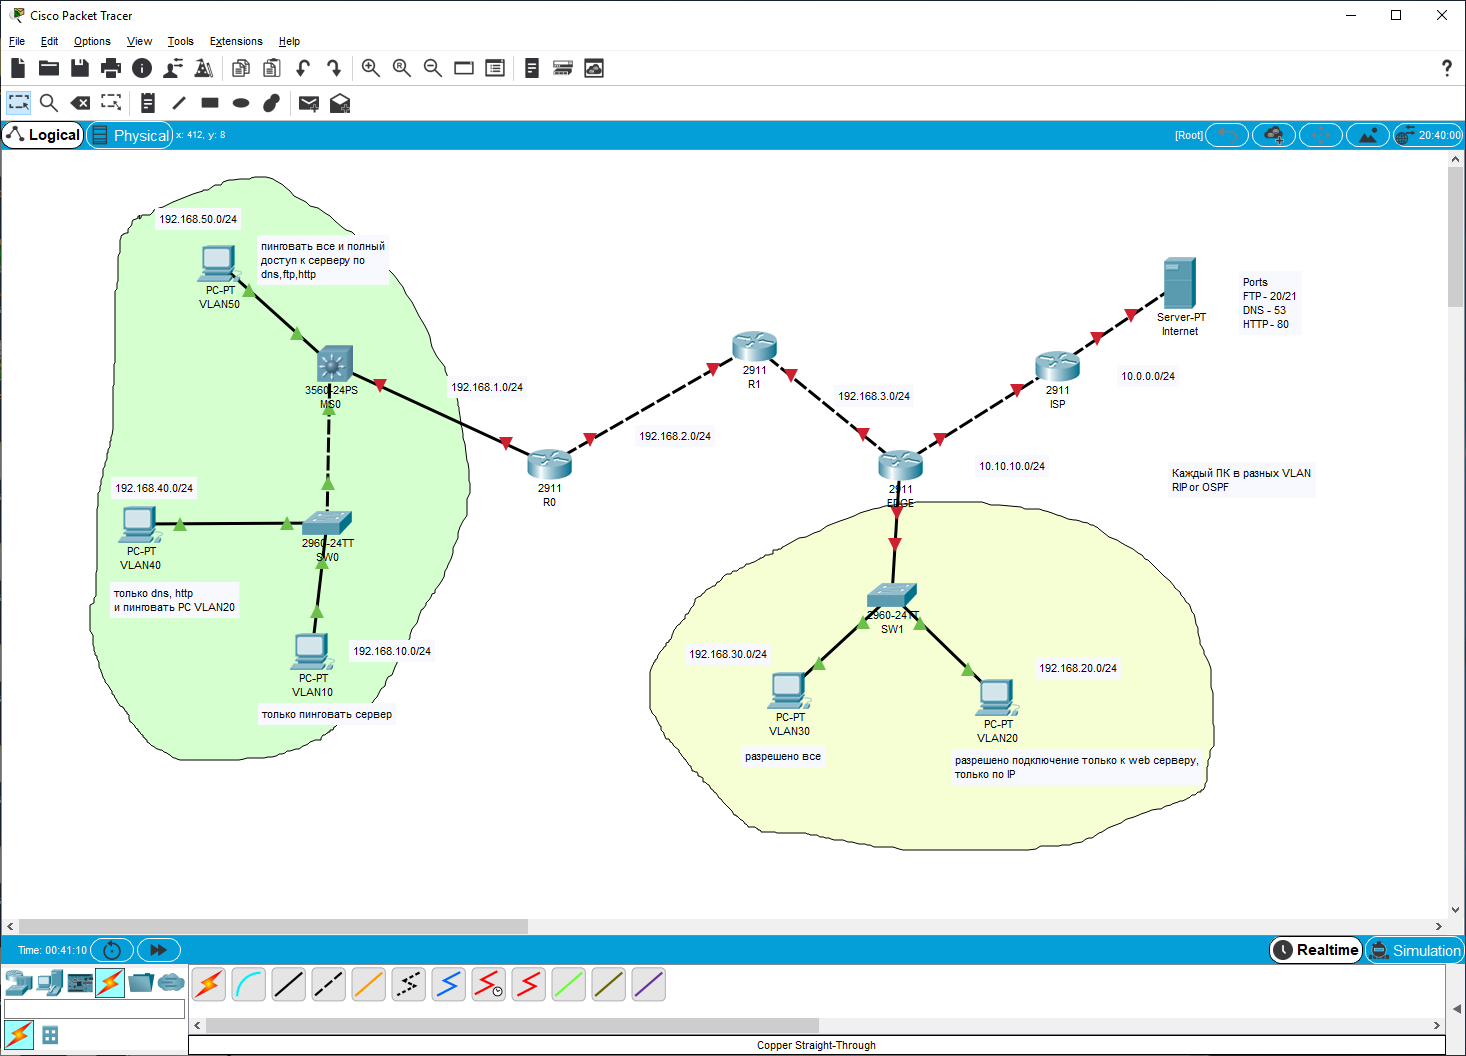 Cisco Packet Tracer
File Edit Options View Tools Extensions Help
?
Logical Physical x: 412, y: 8 [Root] 20:40:00
192.168.50.0/24
пинговать все и полный
доступ к серверу по
dns,ftp,http
PC-PT
VLAN50
3560-24PS
MS0
192.168.1.0/24
192.168.40.0/24
PC-PT
VLAN40
2960-24TT
SW0
только dns, http
и пинговать PC VLAN20
192.168.10.0/24
PC-PT
VLAN10
только пинговать сервер
2911
R0
192.168.2.0/24
2911
R1
192.168.3.0/24
2911
EDGE
10.10.10.0/24
2911
ISP
10.0.0.0/24
Server-PT
Internet
Ports
FTP - 20/21
DNS - 53
HTTP - 80
Каждый ПК в разных VLAN
RIP or OSPF
2960-24TT
SW1
192.168.30.0/24
PC-PT
VLAN30
разрешено все
192.168.20.0/24
PC-PT
VLAN20
разрешено подключение только к web серверу,
только по IP
Time: 00:41:10 Realtime Simulation
Copper Straight-Through